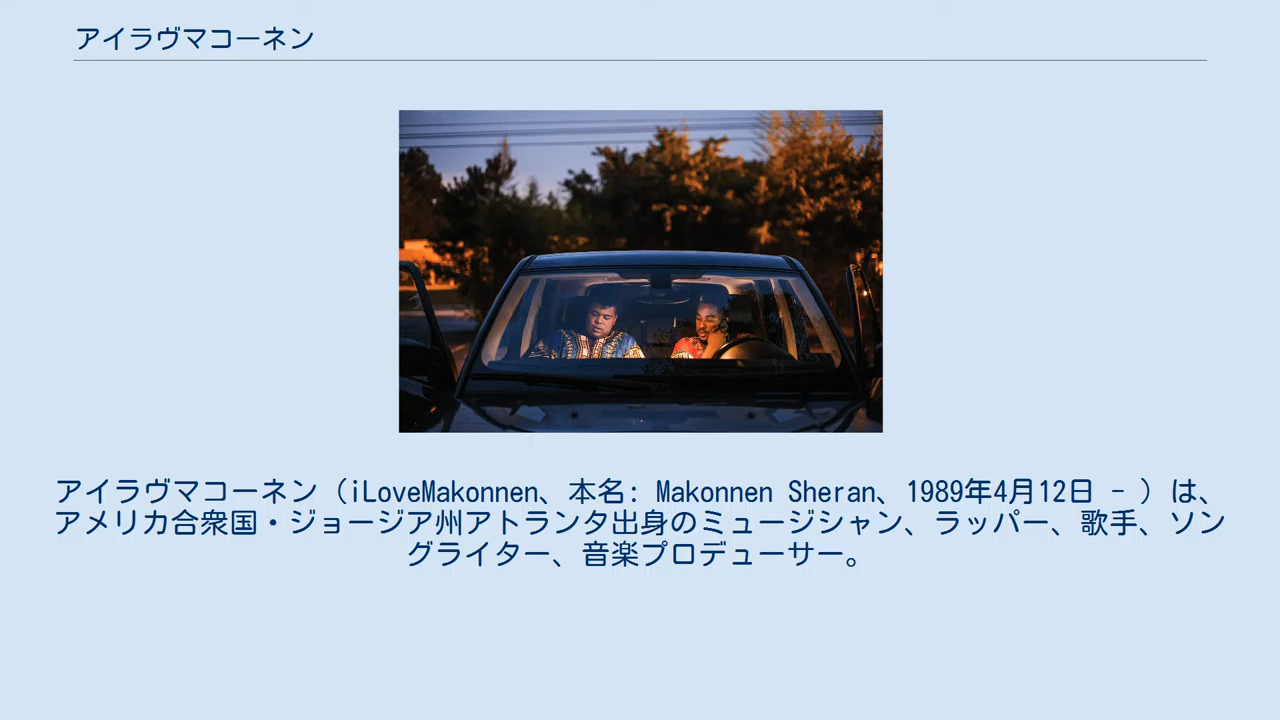 アイラヴマコーネン
アイラヴマコーネン（iLoveMakonnen、本名: Makonnen Sheran、1989年4月12日 - ）は、
アメリカ合衆国・ジョージア州アトランタ出身のミュージシャン、ラッパー、歌手、ソン
グライター、音楽プロデューサー。